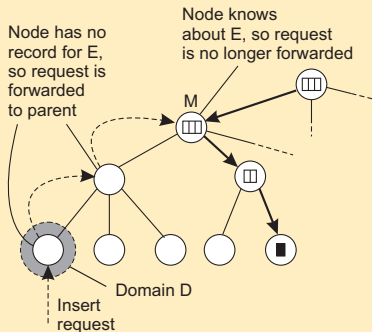 Node has no
record for E,
so request is
forwarded
to parent
Node knows
about E, so request
is no longer forwarded
M
Domain D
Insert
request